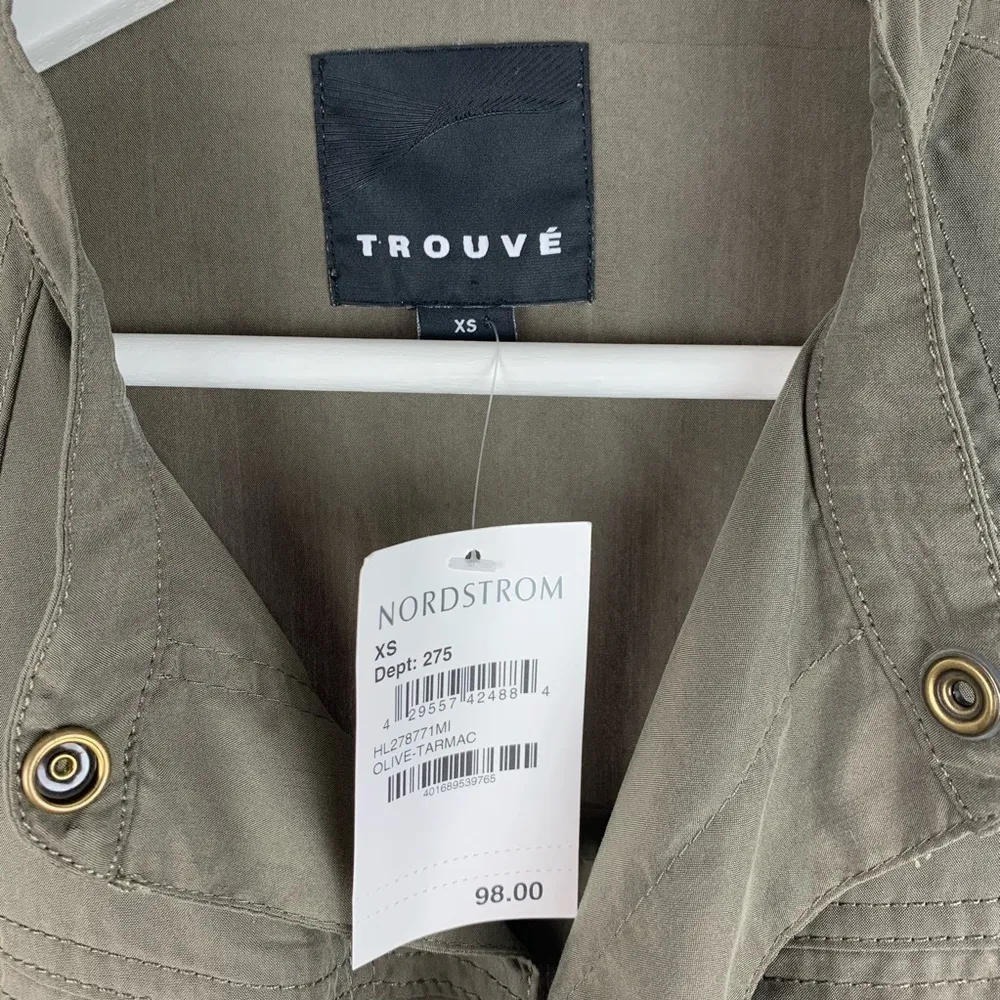 TROUVÉ
XS
NORDSTROM
XS
Dept: 275
4 29557 42488 4
HL278771MI
OLIVE-TARMAC
401689539765
98.00